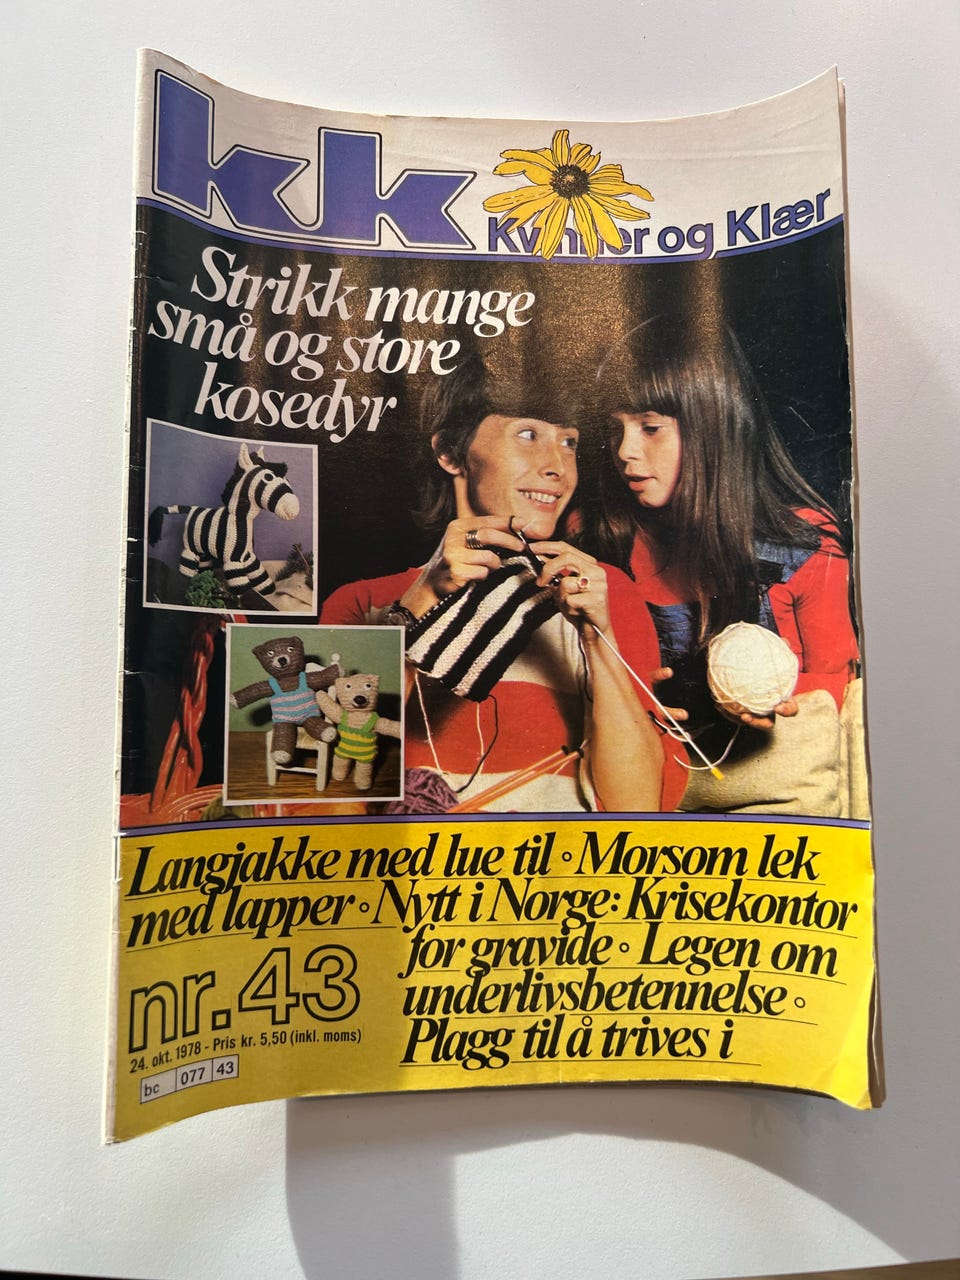 kk
Kvinner og Klær
Strikk mange
små og store
kosedyr
Langjakke med lue til • Morsom lek
med lapper • Nytt i Norge: Krisekontor
for gravide • Legen om
underlivsbetennelse •
Plagg til å trives i
nr. 43
24. okt. 1978 - Pris kr. 5,50 (inkl. moms)
bc 077 43